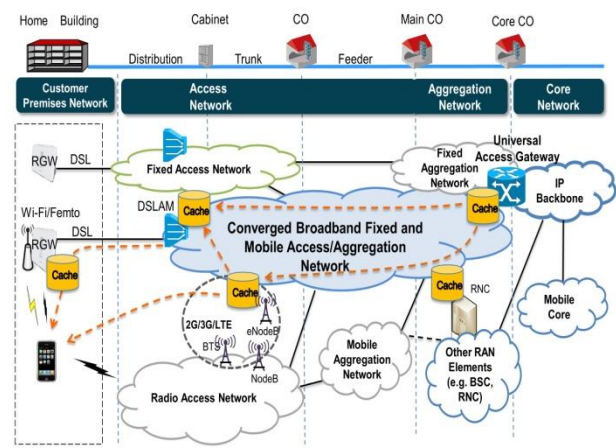 Home
Building
Cabinet
CO
Main CO
Core CO
Distribution
Trunk
Feeder
Customer
Premises Network
Access
Network
Aggregation
Network
Core
Network
Universal
Access Gateway
RGW
DSL
Fixed Access Network
Fixed
Aggregation
Network
IP
Backbone
Wi-Fi/Femto
DSLAM
Cache
Cache
RGW
DSL
Converged Broadband Fixed and
Mobile Access/Aggregation
Network
Cache
Cache
Cache
RNC
2G/3G/LTE
eNodeB
BTS
NodeB
Mobile
Core
Mobile
Aggregation
Network
Other RAN
Elements
(e.g. BSC,
RNC)
Radio Access Network